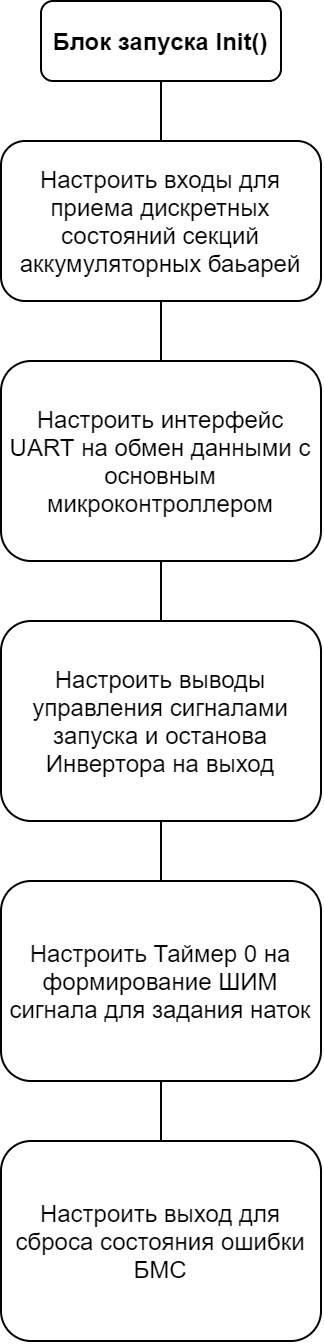 Блок запуска Init()
Настроить входы для
приема дискретных
состояний секций
аккумуляторных баьарей
Настроить интерфейс
UART на обмен данными с
основным
микроконтроллером
Настроить выводы
управления сигналами
запуска и останова
Инвертора на выход
Настроить Таймер 0 на
формирование ШИМ
сигнала для задания наток
Настроить выход для
сброса состояния ошибки
БМС